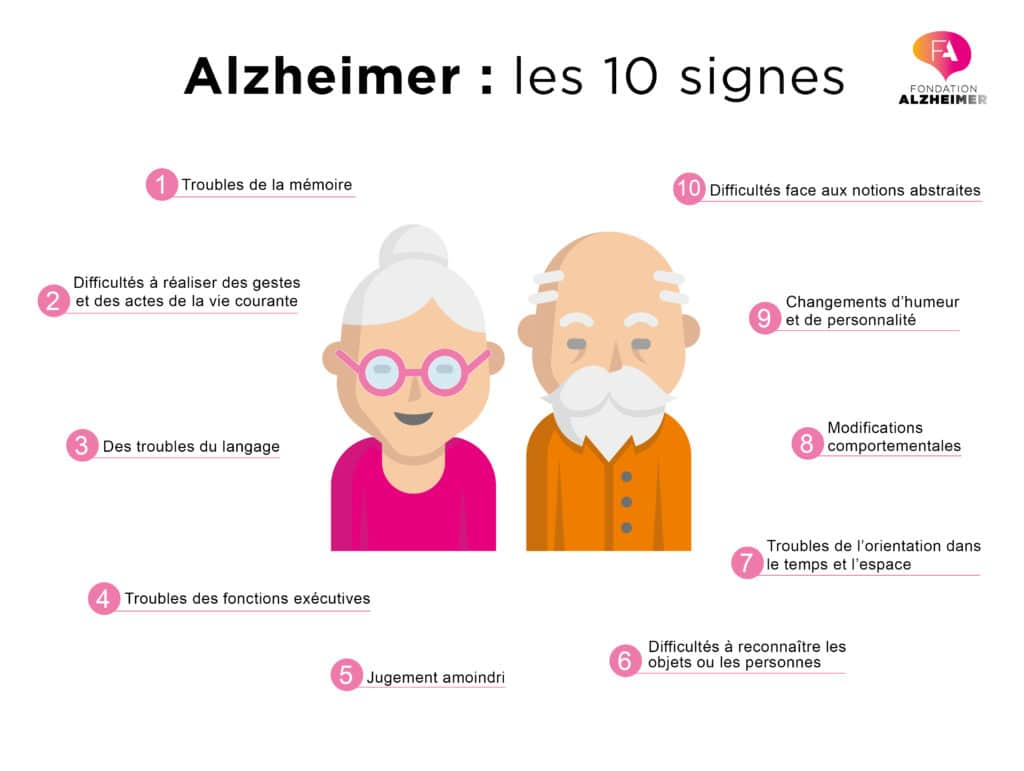 Alzheimer : les 10 signes
FA
FONDATION
ALZHEIMER
1 Troubles de la mémoire
2 Difficultés à réaliser des gestes
et des actes de la vie courante
3 Des troubles du langage
4 Troubles des fonctions exécutives
5 Jugement amoindri
6 Difficultés à reconnaître les
objets ou les personnes
7 Troubles de l’orientation dans
le temps et l’espace
8 Modifications
comportementales
9 Changements d’humeur
et de personnalité
10 Difficultés face aux notions abstraites